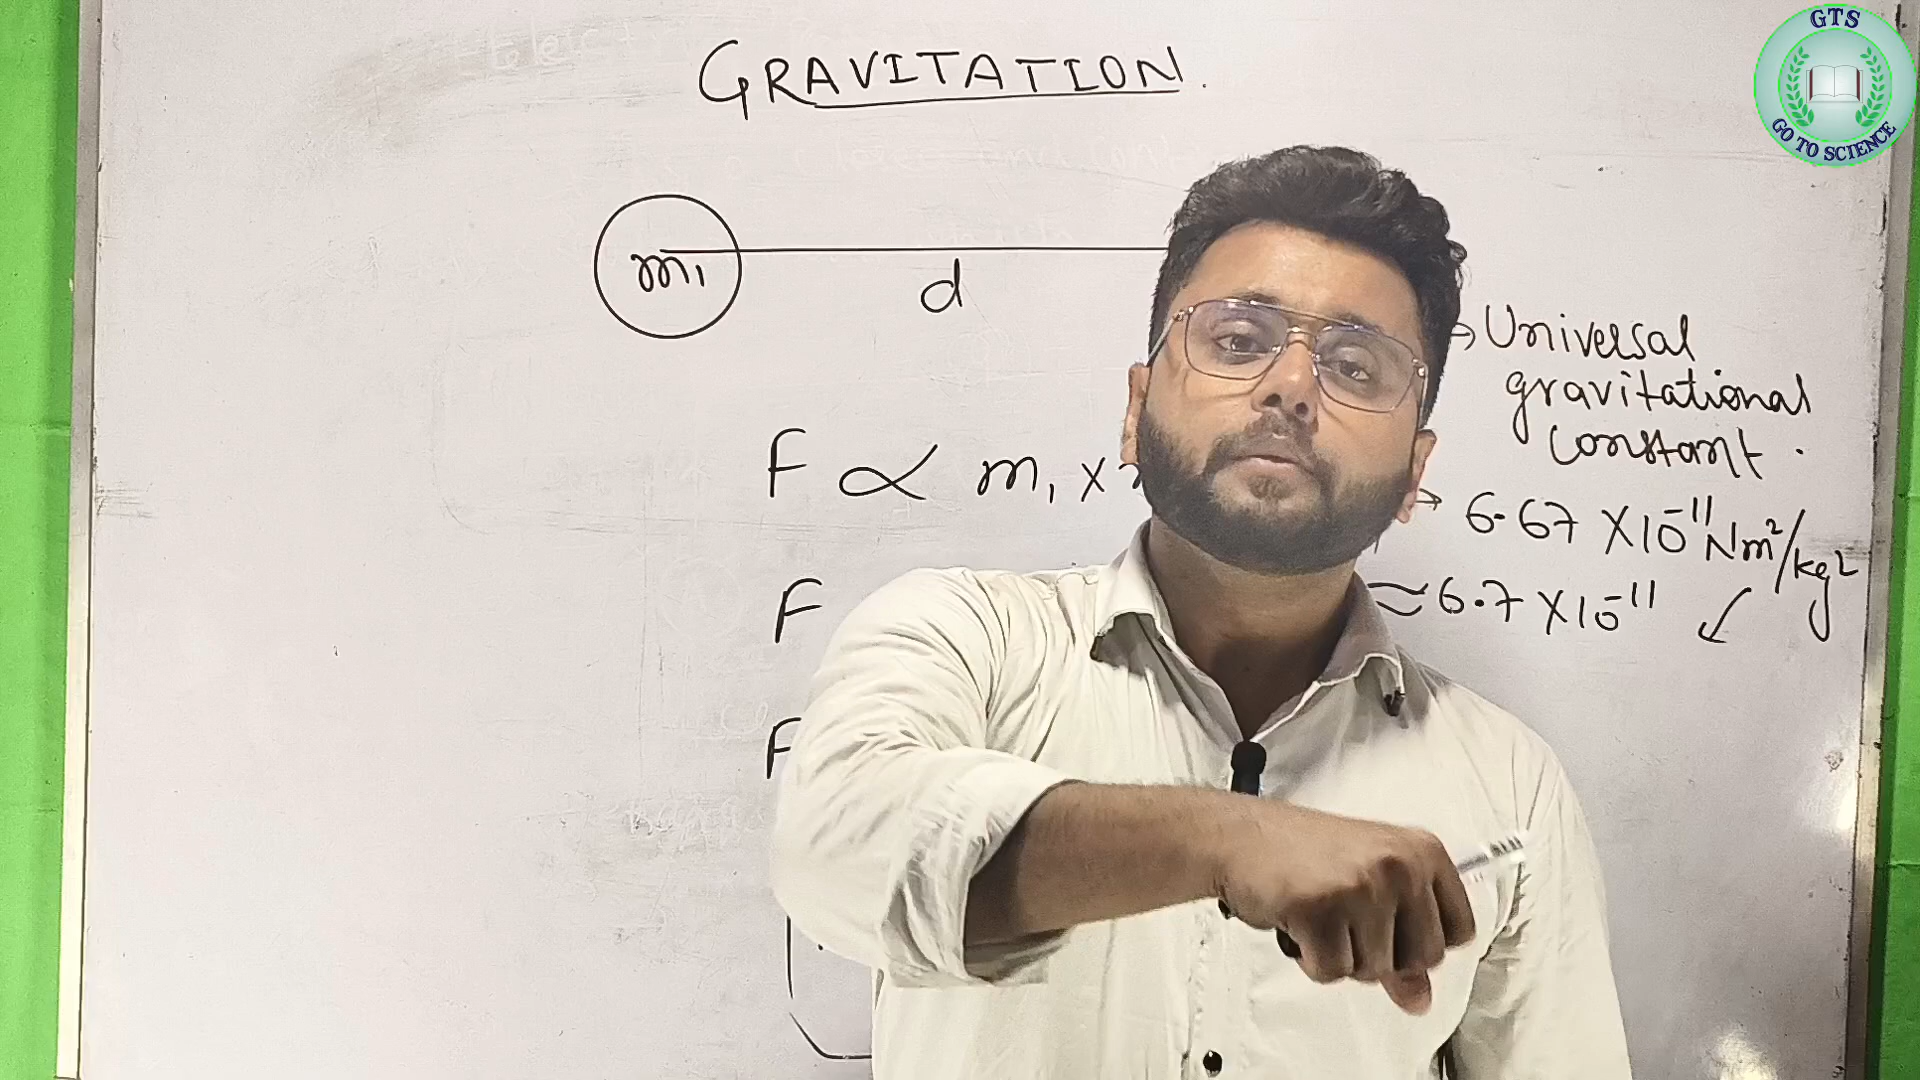 GTS
GO TO SCIENCE
GRAVITATION.
m1
d
→ Universal
gravitational
constant.
F ∝ m1 ×
→ 6.67 × 10⁻¹¹ Nm²/kg²
F
≈ 6.7 × 10⁻¹¹
F